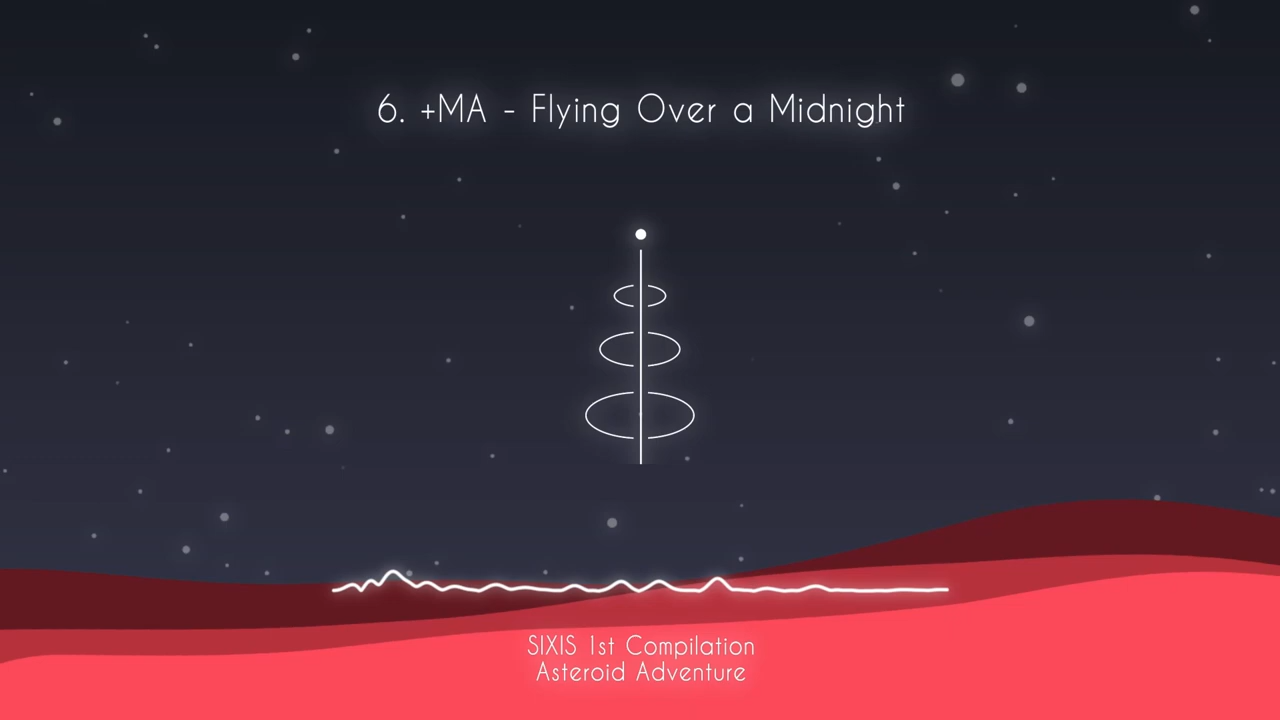 6. +MA - Flying Over a Midnight
SIXIS 1st Compilation
Asteroid Adventure